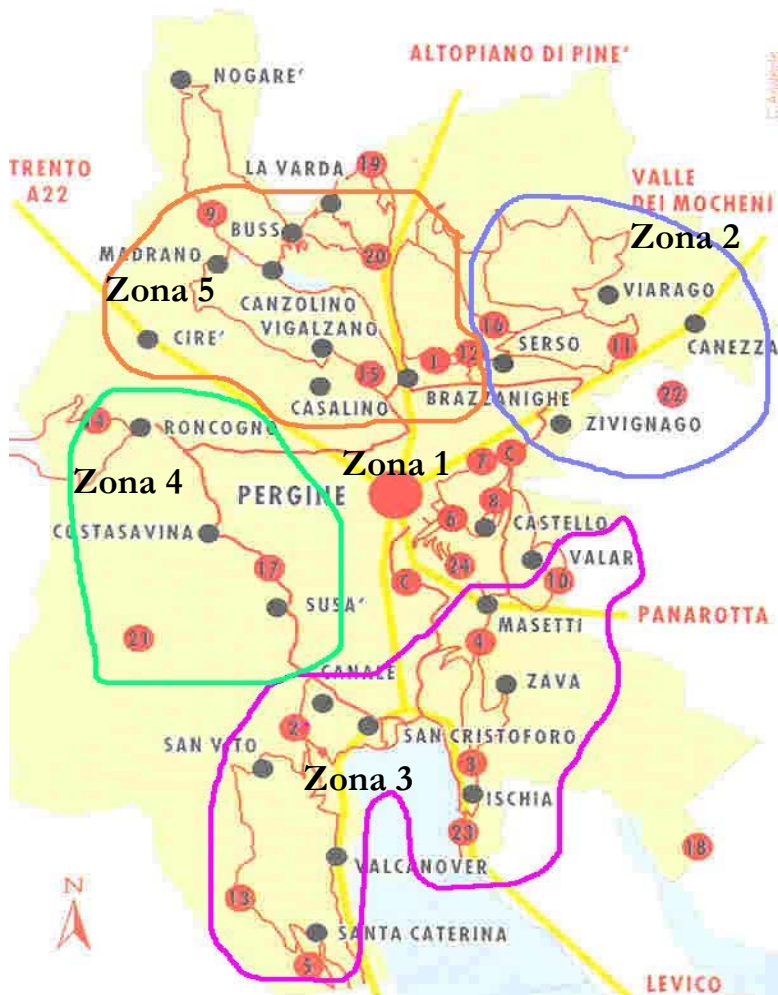 ALTOPIANO DI PINE'
NOGARE'
TRENTO
A22
LA VARDA
19
VALLE
DEI MOCHENI
9
BUSS
Zona 2
MADRANO
20
Zona 5
CANZOLINO
VIARAGO
VIGALZANO
16
CIRE'
1
12
SERSO
11
CANEZZA
15
CASALINO
BRAZZANIGHE
22
14
RONCOGNO
ZIVIGNAGO
Zona 1
7
C
Zona 4
PERGINE
8
6
CASTELLO
COSTASAVINA
VALAR
17
24
C
10
SUSA'
MASETTI
PANAROTTA
21
4
CANALE
ZAVA
2
SAN CRISTOFORO
SAN VITO
Zona 3
3
ISCHIA
23
18
VALCANOVER
N
13
SANTA CATERINA
5
LEVICO